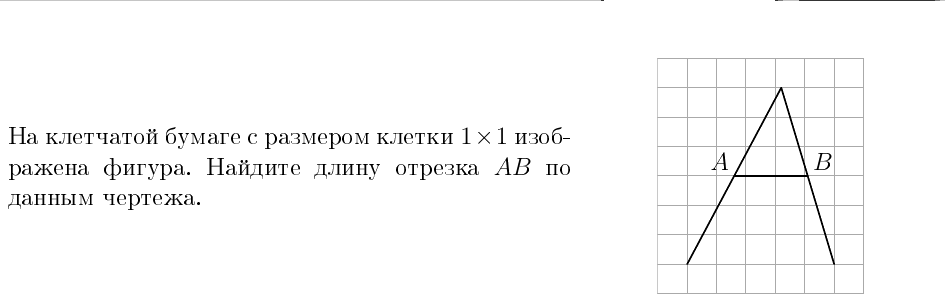 На клетчатой бумаге с размером клетки 1×1 изоб-
ражена фигура. Найдите длину отрезка AB по
данным чертежа.
A
B